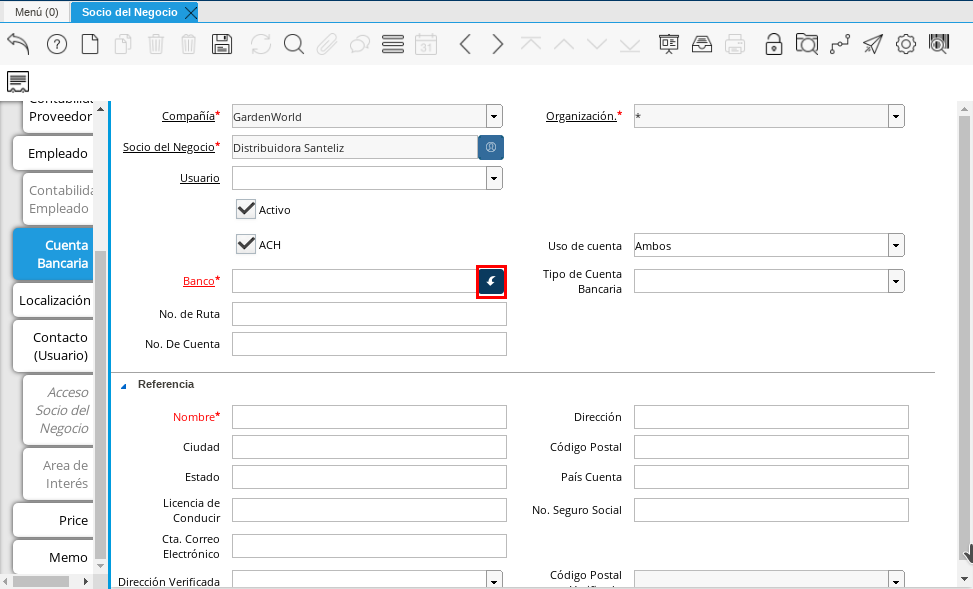 Menú (0)
Socio del Negocio
31
Proveedor
Empleado
Empleado
Cuenta
Bancaria
Localización
Contacto
(Usuario)
Acceso
Socio del
Negocio
Area de
Interés
Price
Memo
Compañía*
GardenWorld
Organización.*
*
Socio del Negocio*
Distribuidora Santeliz
Usuario
Activo
ACH
Uso de cuenta
Ambos
Banco*
Tipo de Cuenta
Bancaria
No. de Ruta
No. De Cuenta
Referencia
Nombre*
Dirección
Ciudad
Código Postal
Estado
País Cuenta
Licencia de
Conducir
No. Seguro Social
Cta. Correo
Electrónico
Dirección Verificada
Código Postal